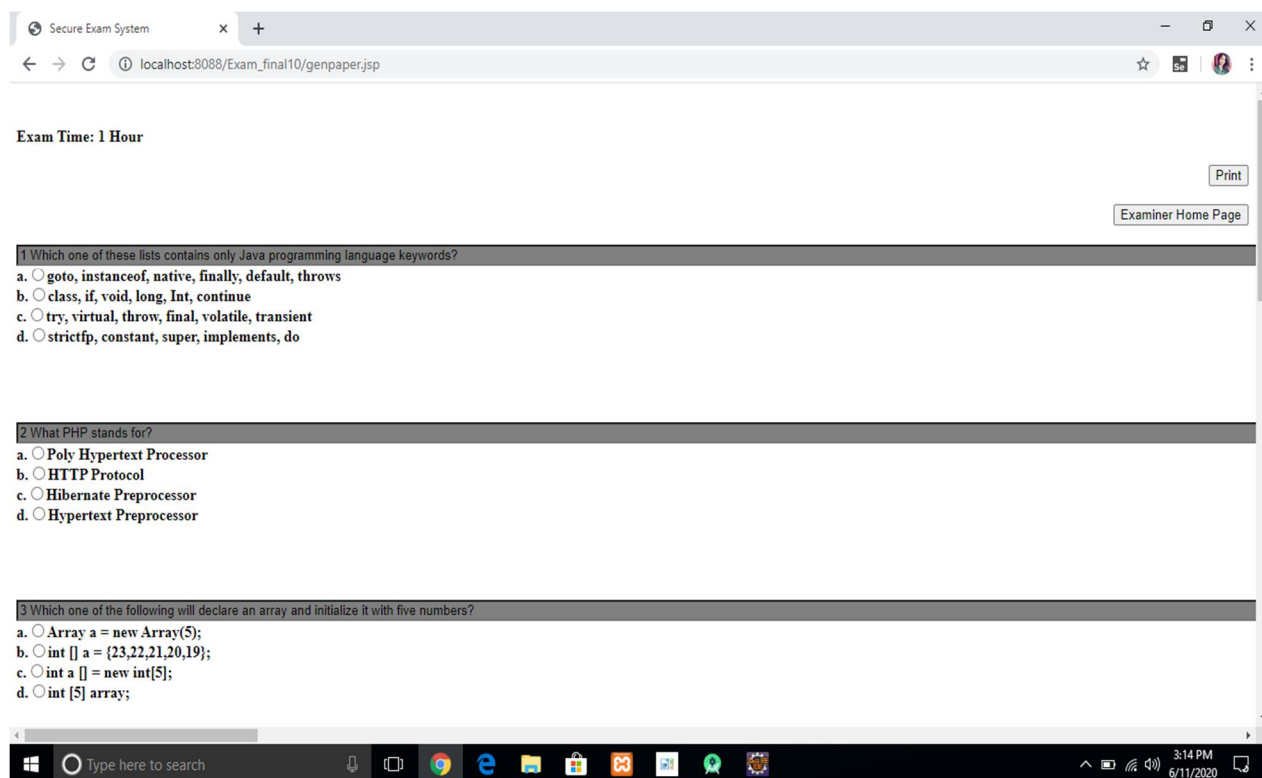 Secure Exam System
localhost:8088/Exam_final10/genpaper.jsp
Exam Time: 1 Hour
Print
Examiner Home Page
1 Which one of these lists contains only Java programming language keywords?
a. goto, instanceof, native, finally, default, throws
b. class, if, void, long, Int, continue
c. try, virtual, throw, final, volatile, transient
d. strictfp, constant, super, implements, do
2 What PHP stands for?
a. Poly Hypertext Processor
b. HTTP Protocol
c. Hibernate Preprocessor
d. Hypertext Preprocessor
3 Which one of the following will declare an array and initialize it with five numbers?
a. Array a = new Array(5);
b. int [] a = {23,22,21,20,19};
c. int a [] = new int[5];
d. int [5] array;
Type here to search
3:14 PM
6/11/2020